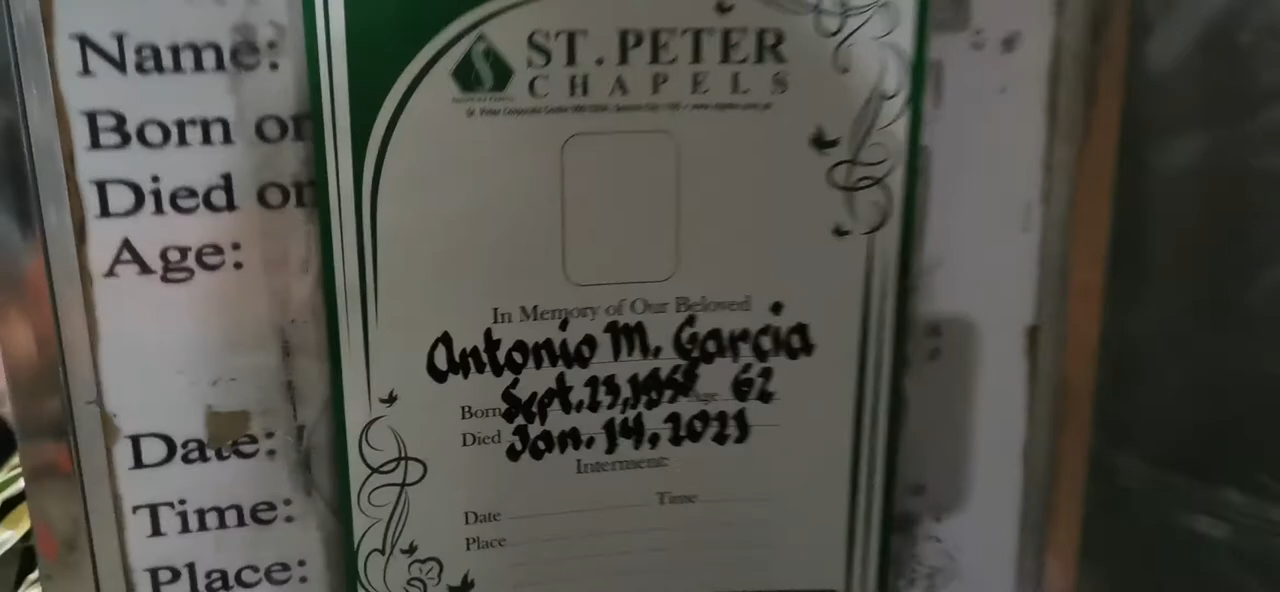 Name:
Born on
Died on
Age:
Date:
Time:
Place:
ST. PETER
CHAPELS
In Memory of Our Beloved
Antonio M. Garcia
Born Sept. 23, 1958 Age 62
Died Jan. 14, 2021
Interment:
Date Time
Place